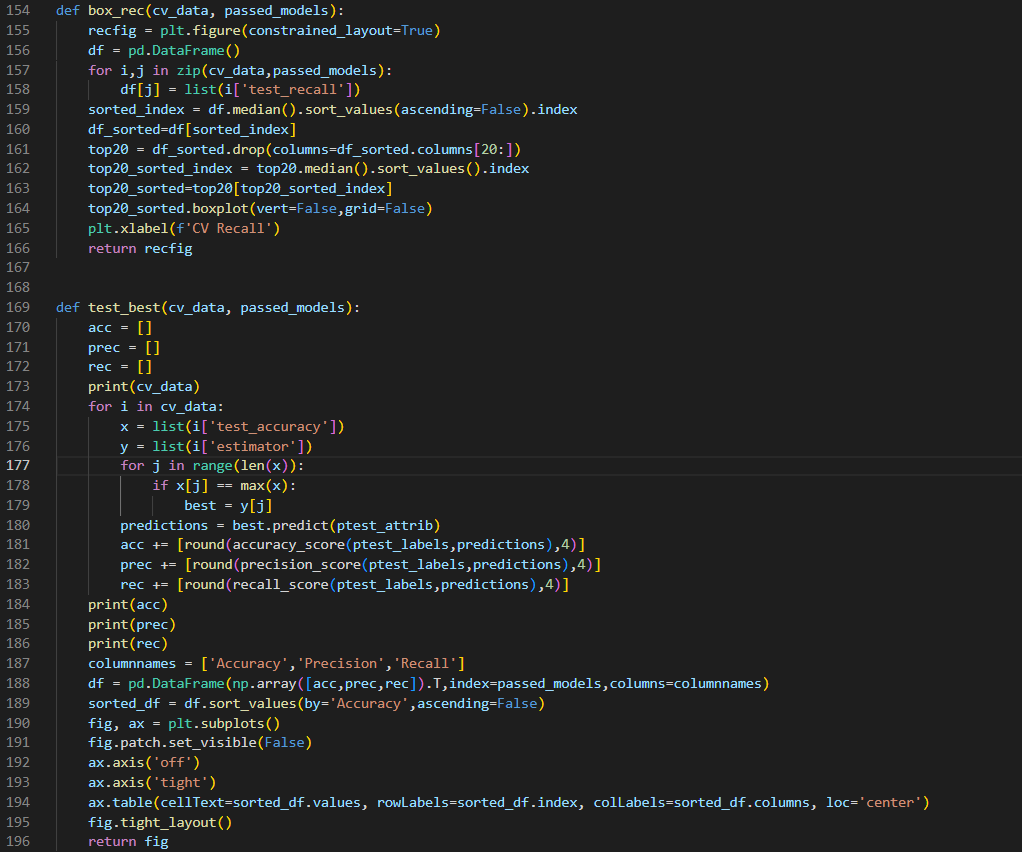 154 def box_rec(cv_data, passed_models):
155     recfig = plt.figure(constrained_layout=True)
156     df = pd.DataFrame()
157     for i,j in zip(cv_data,passed_models):
158         df[j] = list(i['test_recall'])
159     sorted_index = df.median().sort_values(ascending=False).index
160     df_sorted=df[sorted_index]
161     top20 = df_sorted.drop(columns=df_sorted.columns[20:])
162     top20_sorted_index = top20.median().sort_values().index
163     top20_sorted=top20[top20_sorted_index]
164     top20_sorted.boxplot(vert=False,grid=False)
165     plt.xlabel(f'CV Recall')
166     return recfig
167
168
169 def test_best(cv_data, passed_models):
170     acc = []
171     prec = []
172     rec = []
173     print(cv_data)
174     for i in cv_data:
175         x = list(i['test_accuracy'])
176         y = list(i['estimator'])
177         for j in range(len(x)):
178             if x[j] == max(x):
179                 best = y[j]
180         predictions = best.predict(ptest_attrib)
181         acc += [round(accuracy_score(ptest_labels,predictions),4)]
182         prec += [round(precision_score(ptest_labels,predictions),4)]
183         rec += [round(recall_score(ptest_labels,predictions),4)]
184     print(acc)
185     print(prec)
186     print(rec)
187     columnnames = ['Accuracy','Precision','Recall']
188     df = pd.DataFrame(np.array([acc,prec,rec]).T,index=passed_models,columns=columnnames)
189     sorted_df = df.sort_values(by='Accuracy',ascending=False)
190     fig, ax = plt.subplots()
191     fig.patch.set_visible(False)
192     ax.axis('off')
193     ax.axis('tight')
194     ax.table(cellText=sorted_df.values, rowLabels=sorted_df.index, colLabels=sorted_df.columns, loc='center')
195     fig.tight_layout()
196     return fig